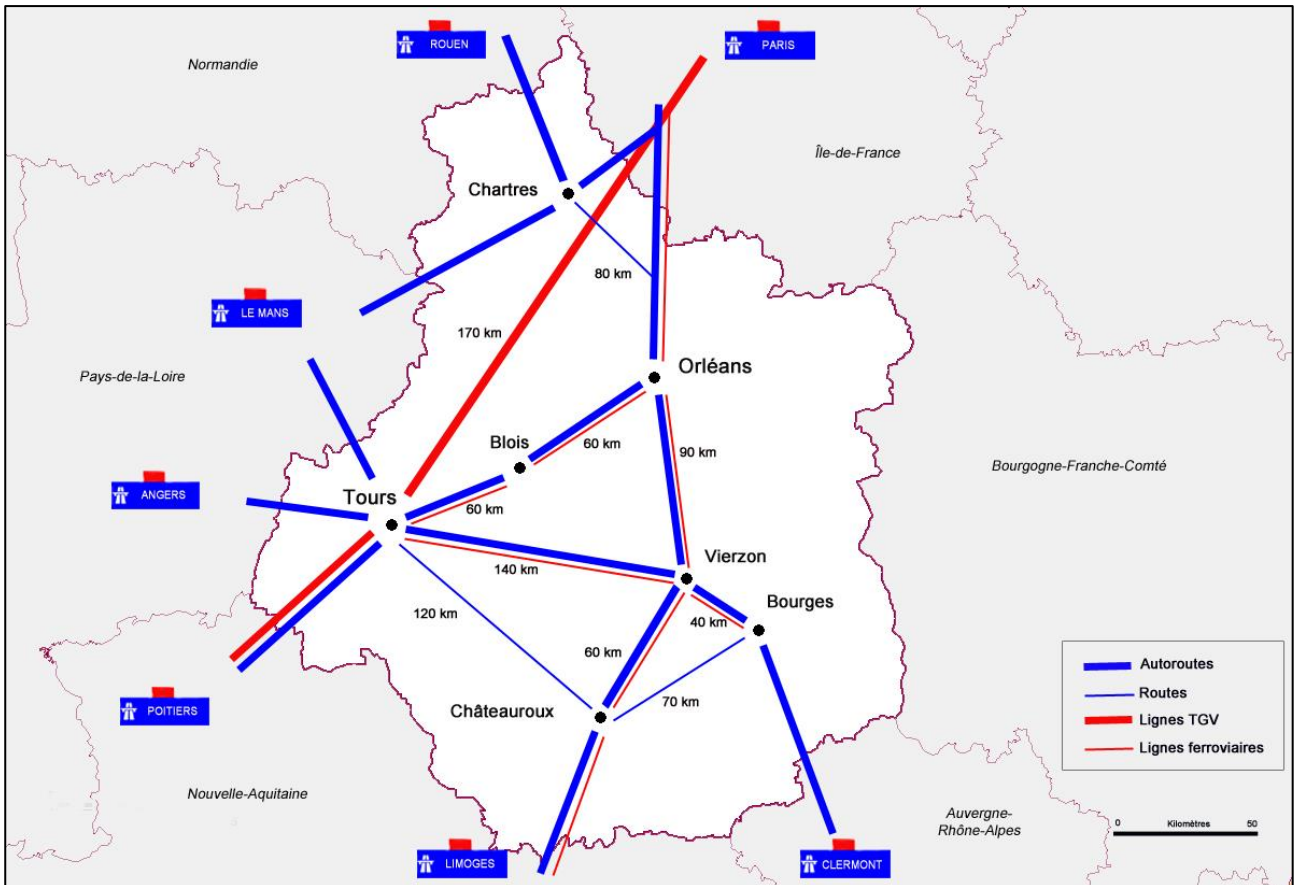 ROUEN
PARIS
Normandie
Île-de-France
Chartres
80 km
LE MANS
170 km
Pays-de-la-Loire
Orléans
Blois
60 km
90 km
Bourgogne-Franche-Comté
ANGERS
Tours
60 km
Vierzon
140 km
Bourges
120 km
40 km
60 km
Autoroutes
Routes
Lignes TGV
Lignes ferroviaires
POITIERS
Châteauroux
70 km
Nouvelle-Aquitaine
Auvergne-
Rhône-Alpes
0 Kilomètres 50
LIMOGES
CLERMONT